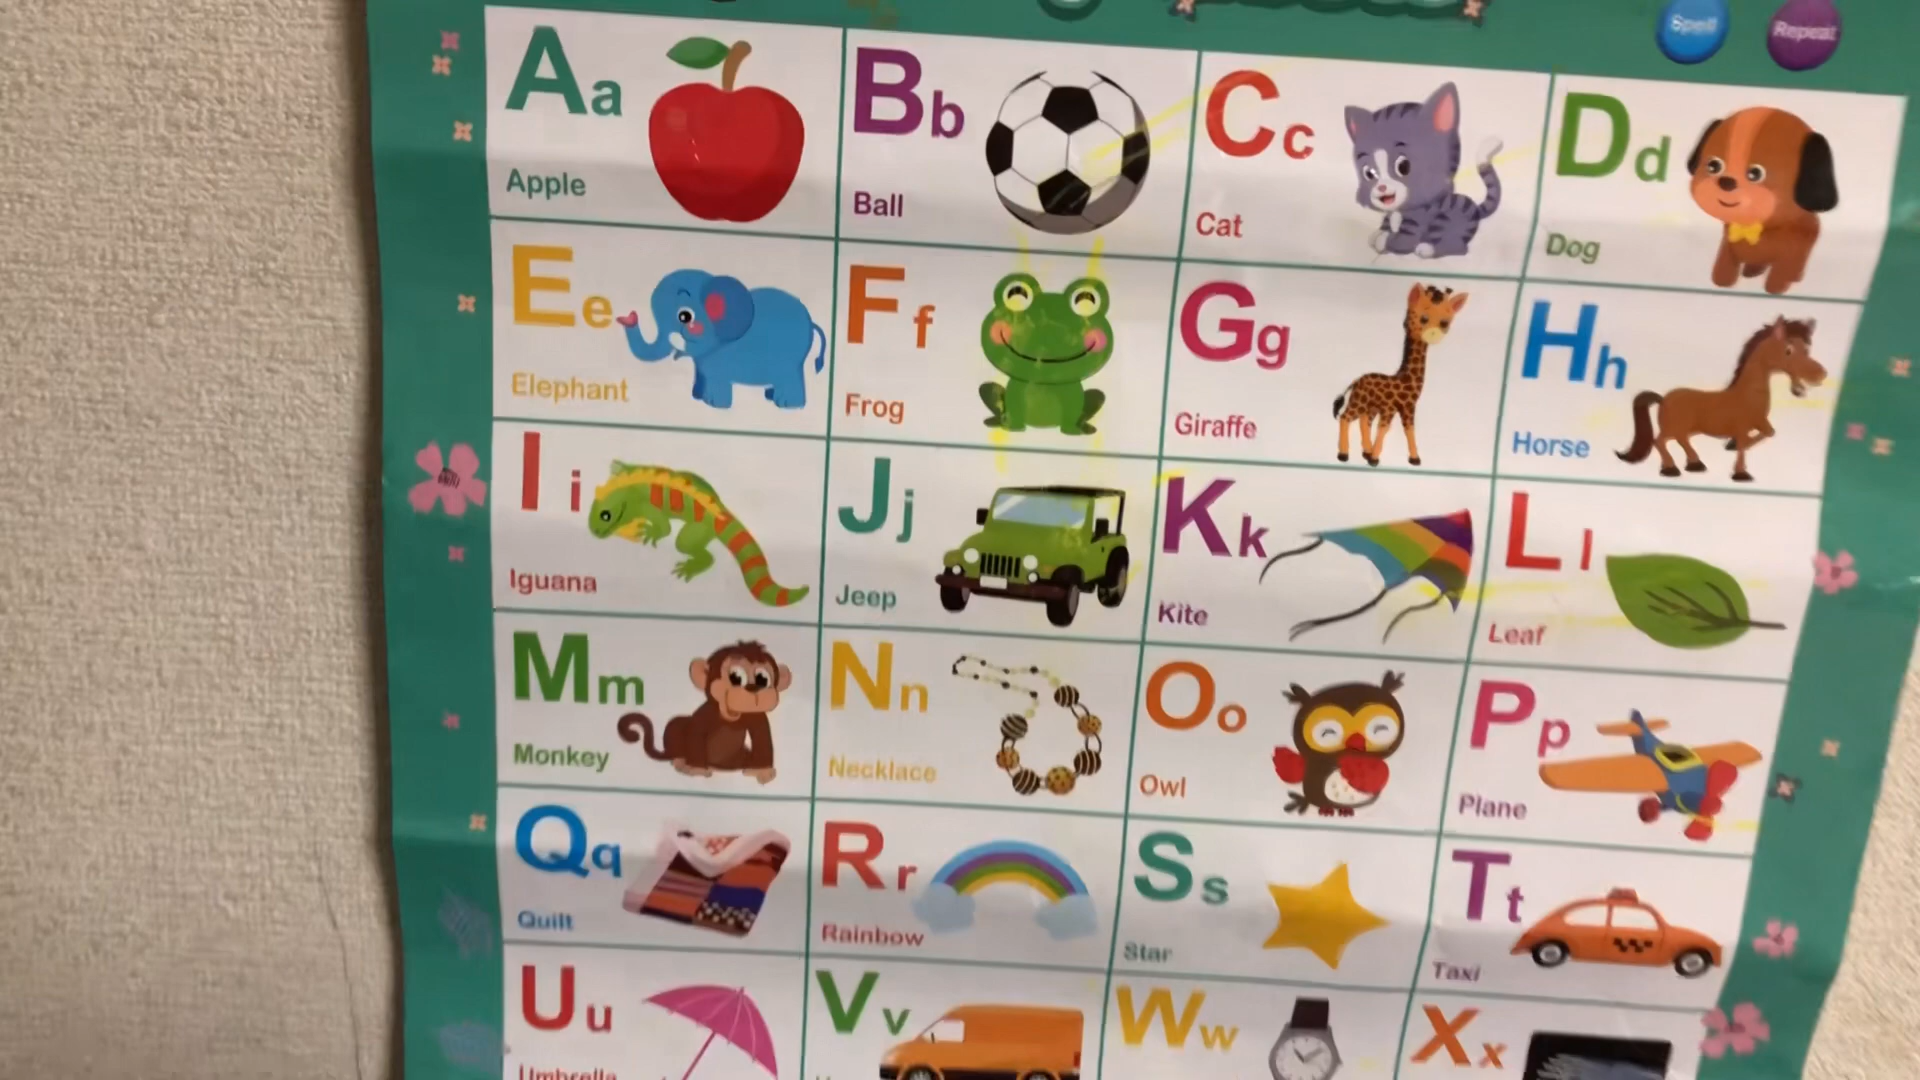 Spell
Repeat
Aa
Apple
Bb
Ball
Cc
Cat
Dd
Dog
Ee
Elephant
Ff
Frog
Gg
Giraffe
Hh
Horse
Ii
Iguana
Jj
Jeep
Kk
Kite
Ll
Leaf
Mm
Monkey
Nn
Necklace
Oo
Owl
Pp
Plane
Qq
Quilt
Rr
Rainbow
Ss
Star
Tt
Taxi
Uu
Umbrella
Vv
Ww
Xx